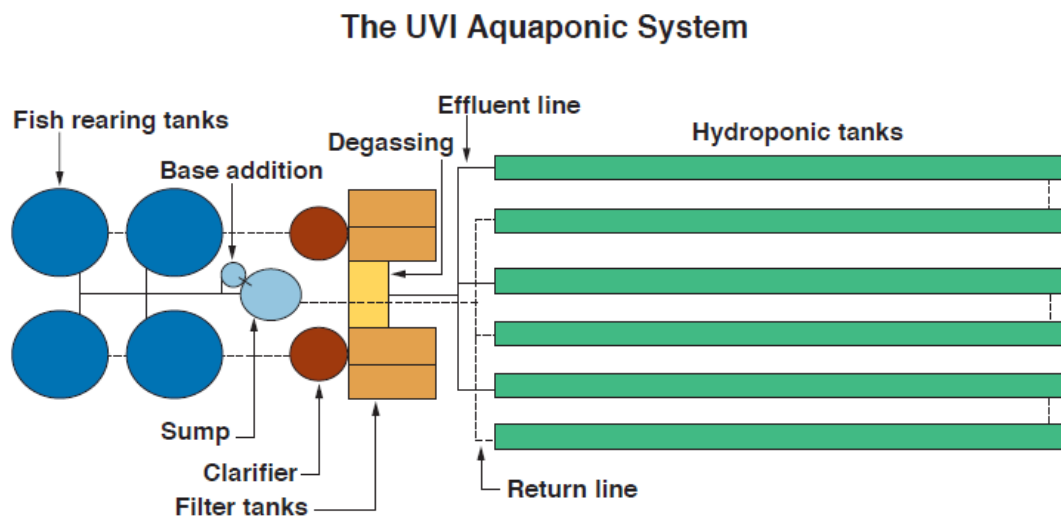 The UVI Aquaponic System
Effluent line
Fish rearing tanks
Degassing
Hydroponic tanks
Base addition
Sump
Clarifier
Return line
Filter tanks